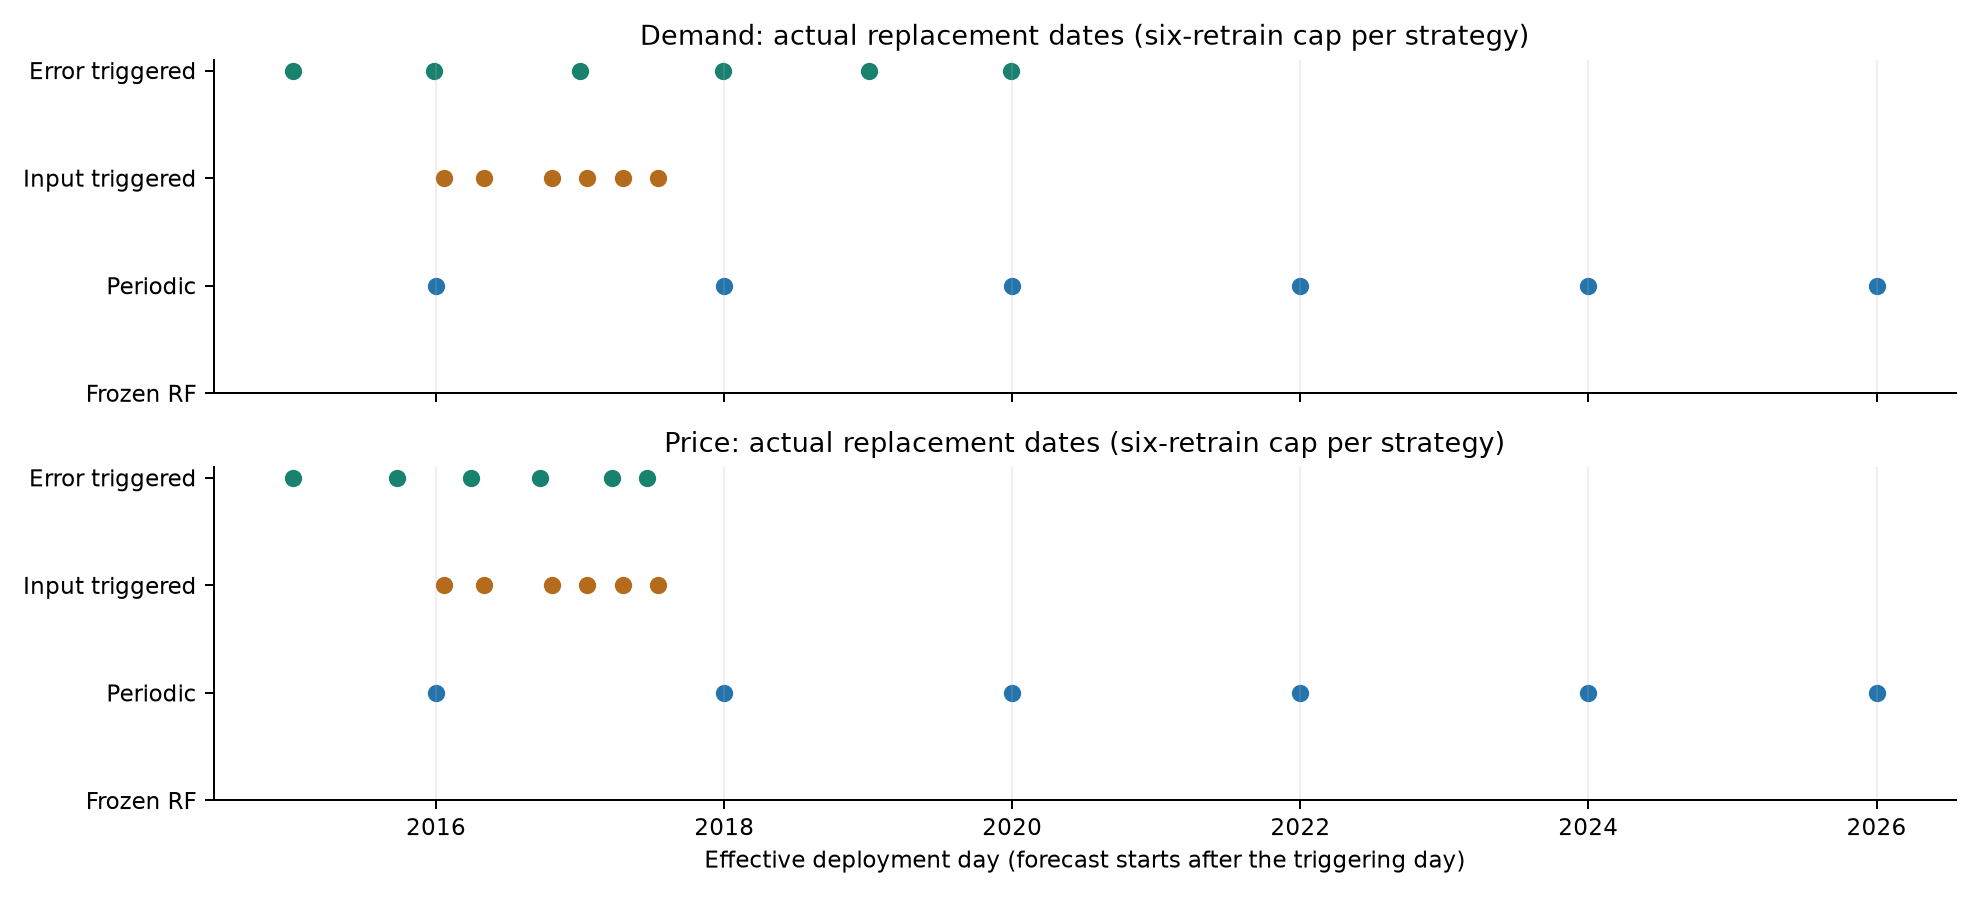 Demand: actual replacement dates (six-retrain cap per strategy)
Error triggered
Input triggered
Periodic
Frozen RF
Price: actual replacement dates (six-retrain cap per strategy)
Error triggered
Input triggered
Periodic
Frozen RF
2016 2018 2020 2022 2024 2026
Effective deployment day (forecast starts after the triggering day)